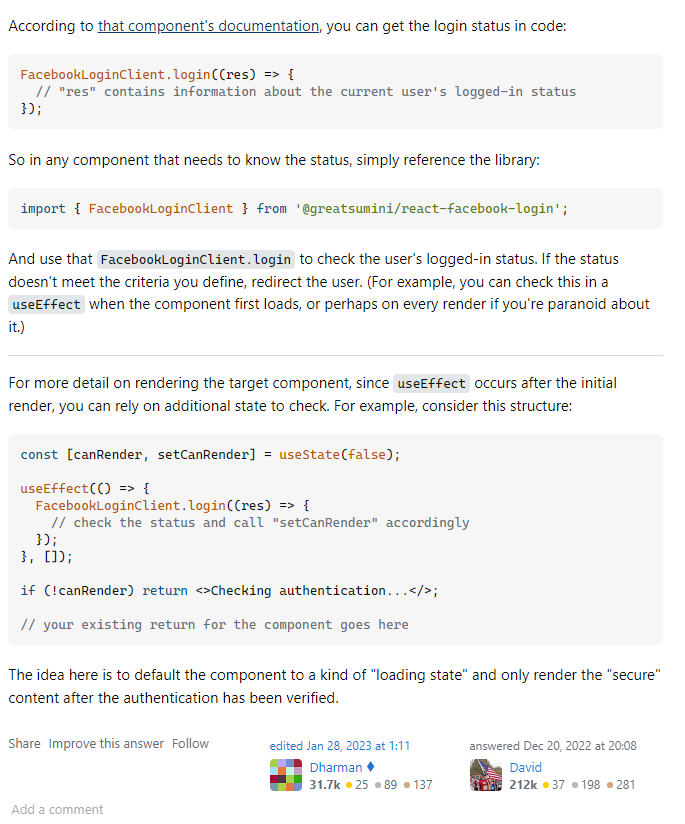 According to that component's documentation, you can get the login status in code:
FacebookLoginClient.login((res) => {
  // "res" contains information about the current user's logged-in status
});
So in any component that needs to know the status, simply reference the library:
import { FacebookLoginClient } from '@greatsumini/react-facebook-login';
And use that FacebookLoginClient.login to check the user's logged-in status. If the status
doesn't meet the criteria you define, redirect the user. (For example, you can check this in a
useEffect when the component first loads, or perhaps on every render if you're paranoid about
it.)
For more detail on rendering the target component, since useEffect occurs after the initial
render, you can rely on additional state to check. For example, consider this structure:
const [canRender, setCanRender] = useState(false);
useEffect(() => {
  FacebookLoginClient.login((res) => {
    // check the status and call "setCanRender" accordingly
  });
}, []);
if (!canRender) return <>Checking authentication...</>;
// your existing return for the component goes here
The idea here is to default the component to a kind of "loading state" and only render the "secure"
content after the authentication has been verified.
Share Improve this answer Follow
edited Jan 28, 2023 at 1:11
Dharman ♦
31.7k ●25 ●89 ●137
answered Dec 20, 2022 at 20:08
David
212k ●37 ●198 ●281
Add a comment